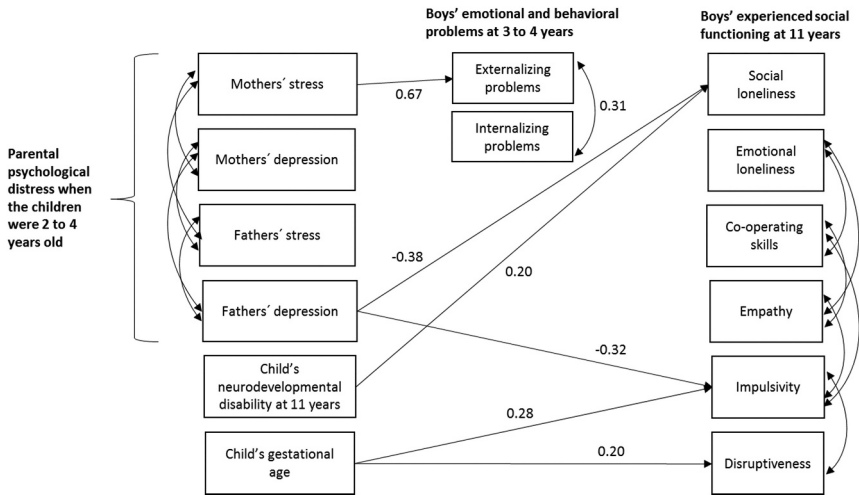 Boys' emotional and behavioral
problems at 3 to 4 years
Boys' experienced social
functioning at 11 years
Parental
psychological
distress when
the children
were 2 to 4
years old
Mothers´ stress
Mothers´ depression
Fathers´ stress
Fathers´ depression
Child's
neurodevelopmental
disability at 11 years
Child's gestational
age
0.67
Externalizing
problems
Internalizing
problems
0.31
-0.38
0.20
-0.32
0.28
0.20
Social
loneliness
Emotional
loneliness
Co-operating
skills
Empathy
Impulsivity
Disruptiveness